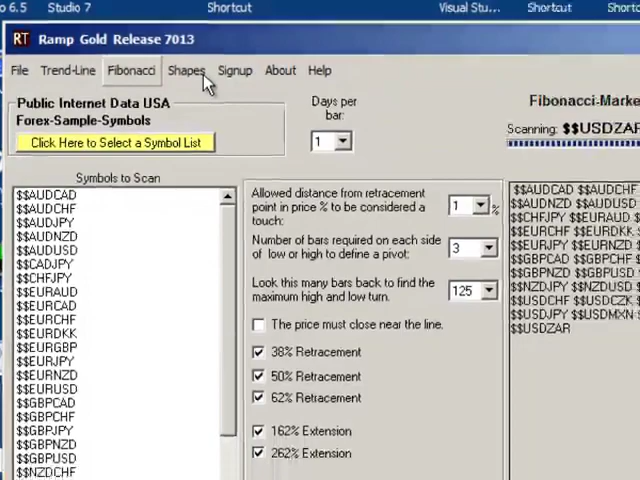 o 6.5 Studio 7 Shortcut Visual Stu... Shortcut Shortcut
RT Ramp Gold Release 7013
File Trend-Line Fibonacci Shapes Signup About Help
Public Internet Data USA
Forex-Sample-Symbols
Click Here to Select a Symbol List
Days per
bar:
1
Fibonacci-Marke
Scanning: $$USDZAR
Symbols to Scan
$$AUDCAD
$$AUDCHF
$$AUDJPY
$$AUDNZD
$$AUDUSD
$$CADJPY
$$CHFJPY
$$EURAUD
$$EURCAD
$$EURCHF
$$EURDKK
$$EURGBP
$$EURJPY
$$EURNZD
$$EURUSD
$$GBPCAD
$$GBPCHF
$$GBPJPY
$$GBPNZD
$$GBPUSD
$$NZDCHF
Allowed distance from retracement
point in price % to be considered a
touch:
1 %
Number of bars required on each side
of low or high to define a pivot:
3
Look this many bars back to find the
maximum high and low turn.
125
The price must close near the line.
38% Retracement
50% Retracement
62% Retracement
162% Extension
262% Extension
$$AUDCAD $$AUDCHF
$$AUDNZD $$AUDUSD
$$CHFJPY $$EURAUD
$$EURCHF $$EURDKK
$$EURJPY $$EURNZD
$$GBPCAD $$GBPCHF
$$GBPNZD $$GBPUSD
$$NZDJPY $$NZDUSD
$$USDCHF $$USDCZK
$$USDJPY $$USDMXN
$$USDZAR